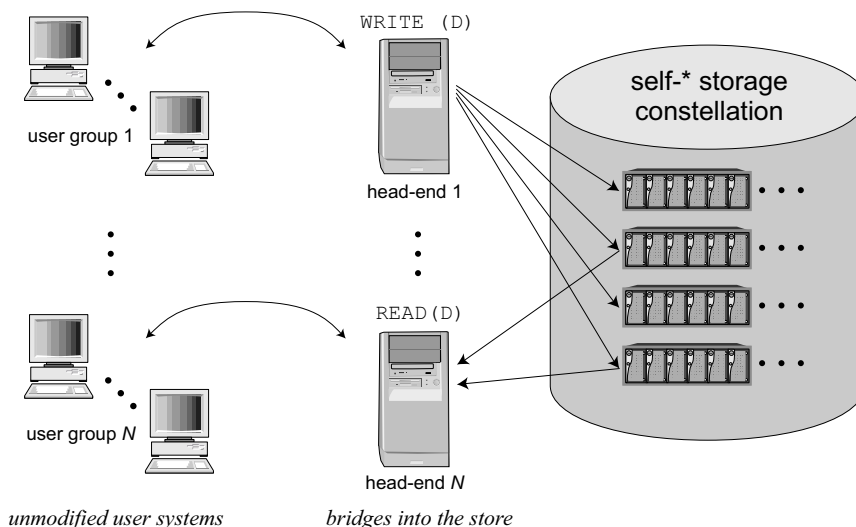 WRITE (D)
self-* storage
constellation
user group 1
head-end 1
READ(D)
user group N
head-end N
unmodified user systems
bridges into the store